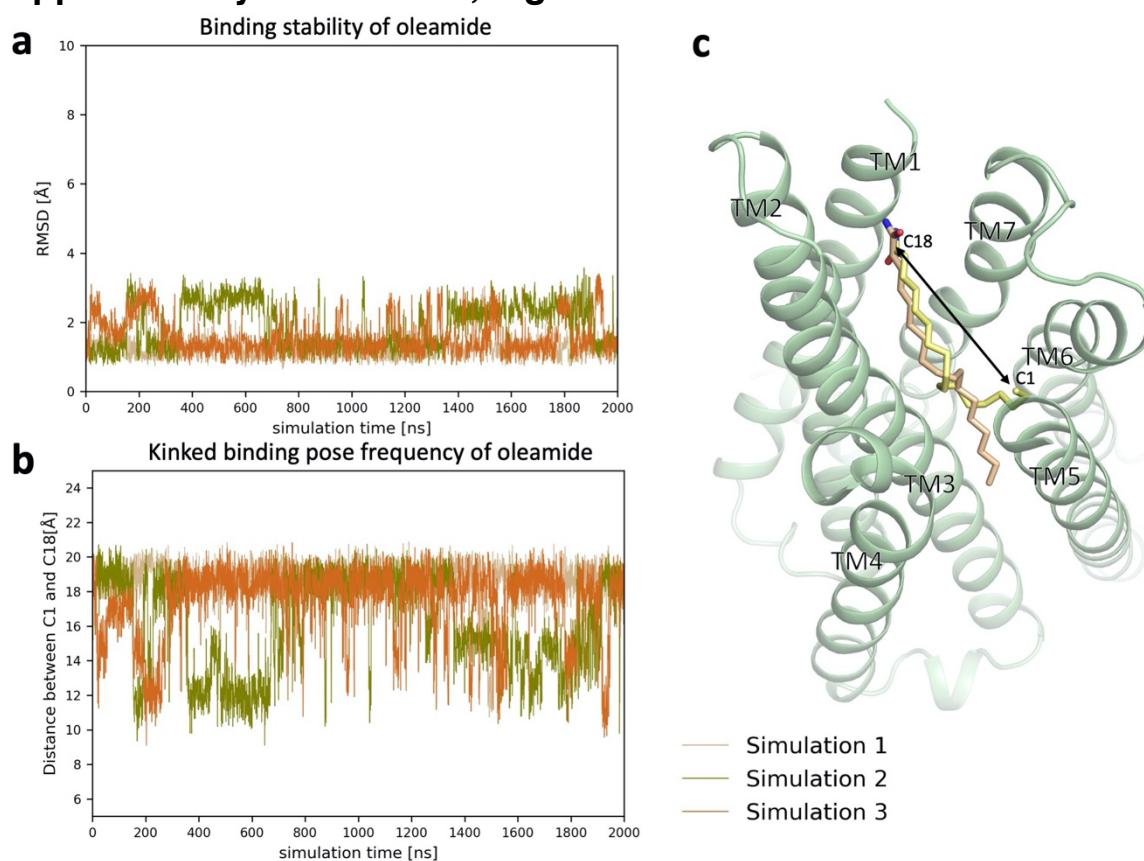 a
Binding stability of oleamide
10
8
6
4
2
0
RMSD [Å]
0 200 400 600 800 1000 1200 1400 1600 1800 2000
simulation time [ns]
b
Kinked binding pose frequency of oleamide
24
22
20
18
16
14
12
10
8
6
Distance between C1 and C18[Å]
0 200 400 600 800 1000 1200 1400 1600 1800 2000
simulation time [ns]
c
TM1
TM2
TM7
C18
TM6
C1
TM5
TM3
TM4
Simulation 1
Simulation 2
Simulation 3